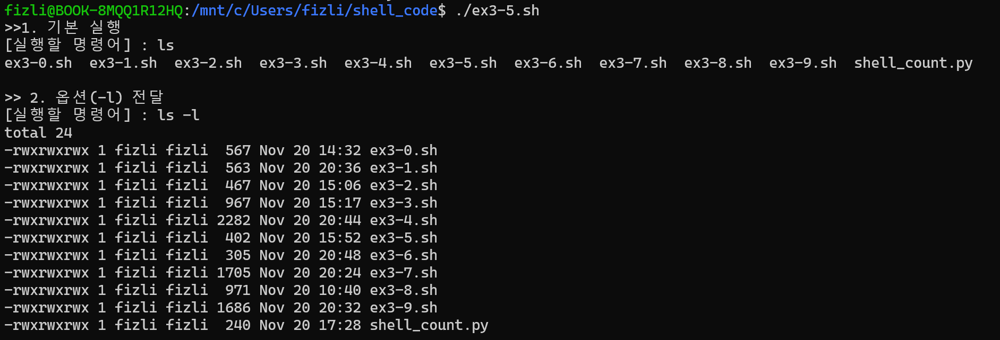 fizli@BOOK-8MQQ1R12HQ:/mnt/c/Users/fizli/shell_code$ ./ex3-5.sh
>>1. 기본 실행
[실행할 명령어] : ls
ex3-0.sh  ex3-1.sh  ex3-2.sh  ex3-3.sh  ex3-4.sh  ex3-5.sh  ex3-6.sh  ex3-7.sh  ex3-8.sh  ex3-9.sh  shell_count.py
>> 2. 옵션(-l) 전달
[실행할 명령어] : ls -l
total 24
-rwxrwxrwx 1 fizli fizli  567 Nov 20 14:32 ex3-0.sh
-rwxrwxrwx 1 fizli fizli  563 Nov 20 20:36 ex3-1.sh
-rwxrwxrwx 1 fizli fizli  467 Nov 20 15:06 ex3-2.sh
-rwxrwxrwx 1 fizli fizli  967 Nov 20 15:17 ex3-3.sh
-rwxrwxrwx 1 fizli fizli 2282 Nov 20 20:44 ex3-4.sh
-rwxrwxrwx 1 fizli fizli  402 Nov 20 15:52 ex3-5.sh
-rwxrwxrwx 1 fizli fizli  305 Nov 20 20:48 ex3-6.sh
-rwxrwxrwx 1 fizli fizli 1705 Nov 20 20:24 ex3-7.sh
-rwxrwxrwx 1 fizli fizli  971 Nov 20 10:40 ex3-8.sh
-rwxrwxrwx 1 fizli fizli 1686 Nov 20 20:32 ex3-9.sh
-rwxrwxrwx 1 fizli fizli  240 Nov 20 17:28 shell_count.py